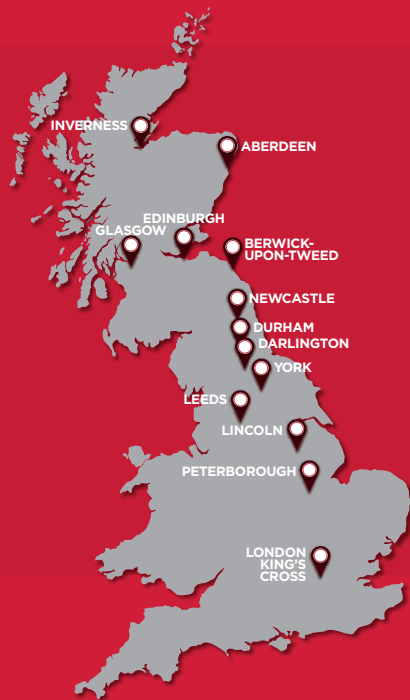 INVERNESS
ABERDEEN
EDINBURGH
GLASGOW
BERWICK-
UPON-TWEED
NEWCASTLE
DURHAM
DARLINGTON
YORK
LEEDS
LINCOLN
PETERBOROUGH
LONDON
KING'S
CROSS